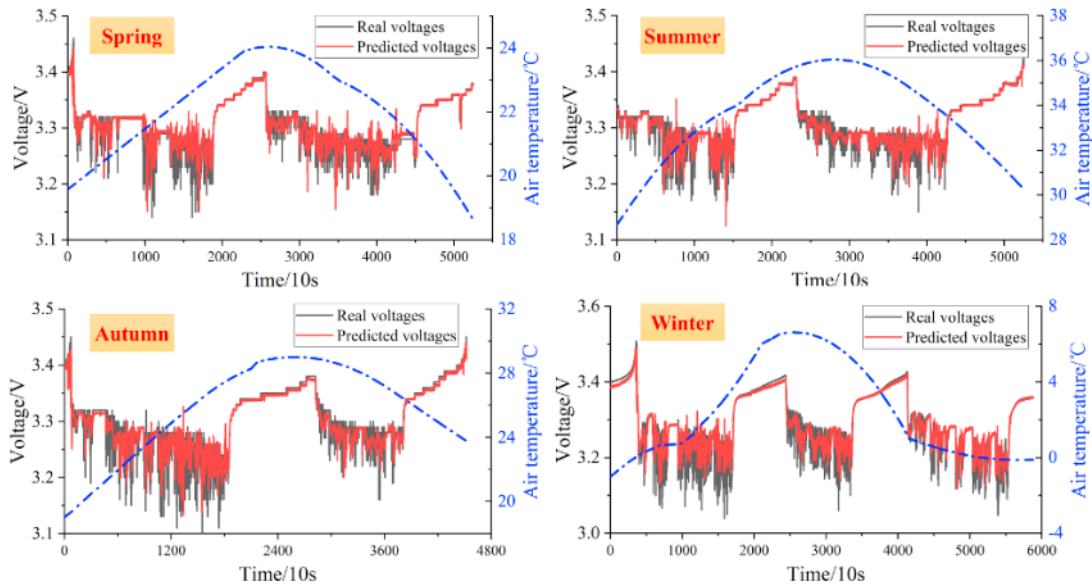 Spring
Real voltages
Predicted voltages
Voltage/V
3.5
3.4
3.3
3.2
3.1
Air temperature/℃
24
22
20
18
0 1000 2000 3000 4000 5000
Time/10s
Summer
Real voltages
Predicted voltages
Voltage/V
3.5
3.4
3.3
3.2
3.1
Air temperature/℃
38
36
34
32
30
28
0 1000 2000 3000 4000 5000
Time/10s
Autumn
Real voltages
Predicted voltages
Voltage/V
3.5
3.4
3.3
3.2
3.1
Air temperature/℃
32
28
24
20
0 1200 2400 3600 4800
Time/10s
Winter
Real voltages
Predicted voltages
Voltage/V
3.6
3.4
3.2
3.0
Air temperature/℃
8
4
0
-4
0 1000 2000 3000 4000 5000 6000
Time/10s